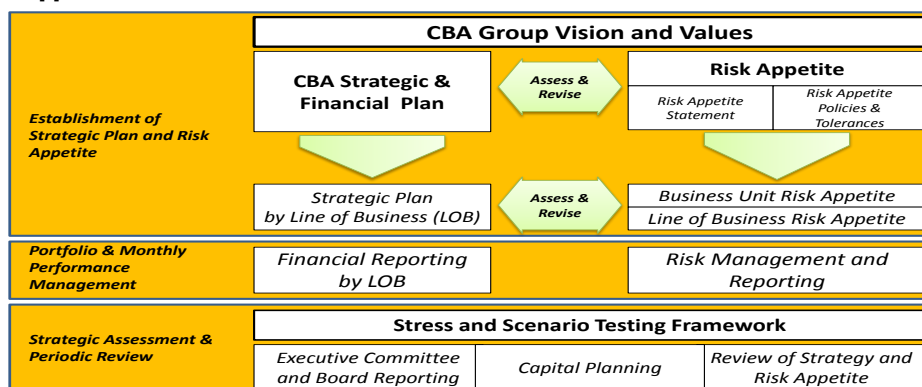 CBA Group Vision and Values
Establishment of
Strategic Plan and Risk
Appetite
CBA Strategic &
Financial Plan
Assess &
Revise
Risk Appetite
Risk Appetite
Statement
Risk Appetite
Policies &
Tolerances
Strategic Plan
by Line of Business (LOB)
Assess &
Revise
Business Unit Risk Appetite
Line of Business Risk Appetite
Portfolio & Monthly
Performance
Management
Financial Reporting
by LOB
Risk Management and
Reporting
Strategic Assessment &
Periodic Review
Stress and Scenario Testing Framework
Executive Committee
and Board Reporting
Capital Planning
Review of Strategy and
Risk Appetite